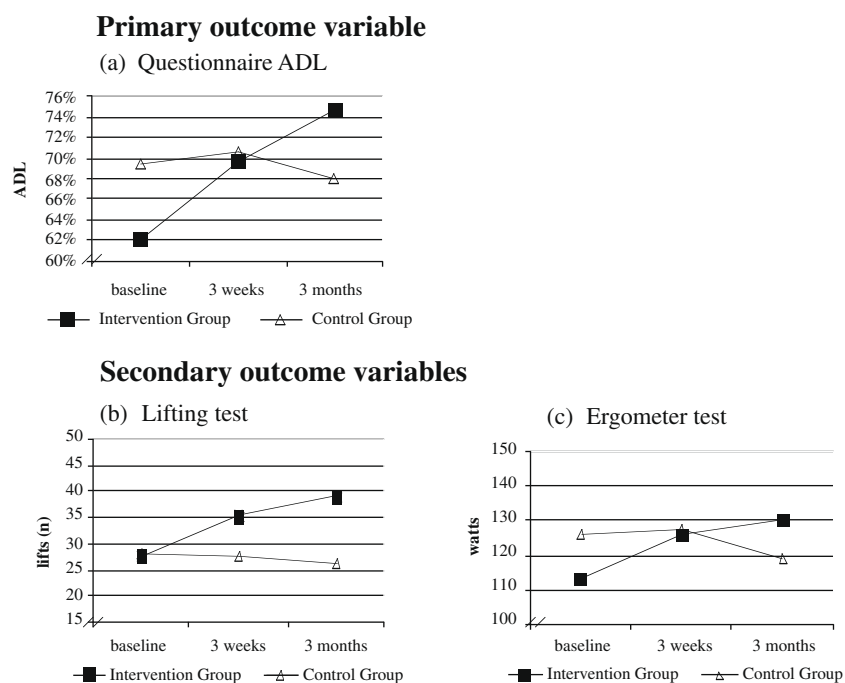 Primary outcome variable
(a) Questionnaire ADL
76%
74%
72%
70%
68%
66%
64%
62%
60%
ADL
baseline 3 weeks 3 months
Intervention Group Control Group
Secondary outcome variables
(b) Lifting test
50
45
40
35
30
25
20
15
lifts (n)
baseline 3 weeks 3 months
Intervention Group Control Group
(c) Ergometer test
150
140
130
120
110
100
watts
baseline 3 weeks 3 months
Intervention Group Control Group